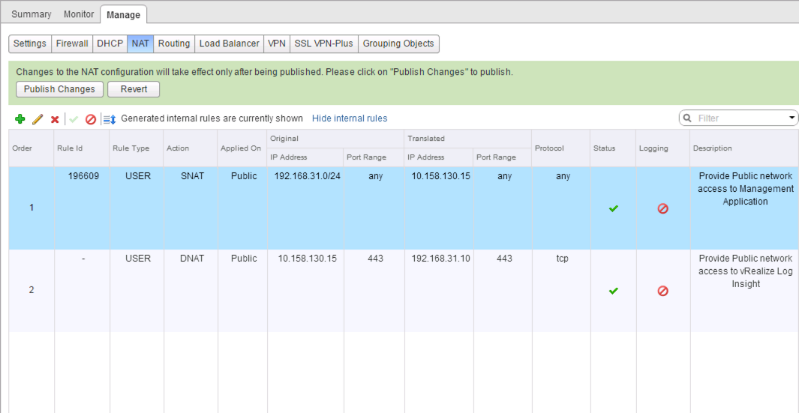 Summary Monitor Manage
Settings Firewall DHCP NAT Routing Load Balancer VPN SSL VPN-Plus Grouping Objects
Changes to the NAT configuration will take effect only after being published. Please click on "Publish Changes" to publish.
Publish Changes Revert
Generated internal rules are currently shown Hide internal rules Filter
Original Translated
Order Rule Id Rule Type Action Applied On Protocol Status Logging Description
IP Address Port Range IP Address Port Range
196609 USER SNAT Public 192.168.31.0/24 any 10.158.130.15 any any Provide Public network
access to Management
1 Application
- USER DNAT Public 10.158.130.15 443 192.168.31.10 443 tcp Provide Public network
access to vRealize Log
2 Insight